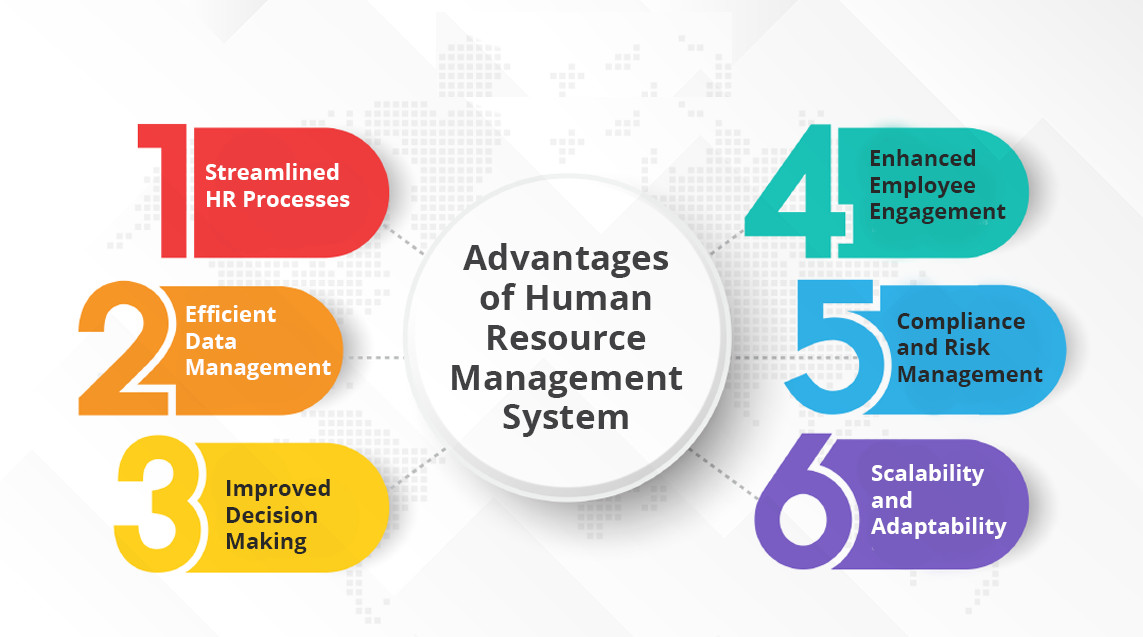 1
Streamlined
HR Processes
2
Efficient
Data
Management
3
Improved
Decision
Making
Advantages
of Human
Resource
Management
System
4
Enhanced
Employee
Engagement
5
Compliance
and Risk
Management
6
Scalability
and
Adaptability